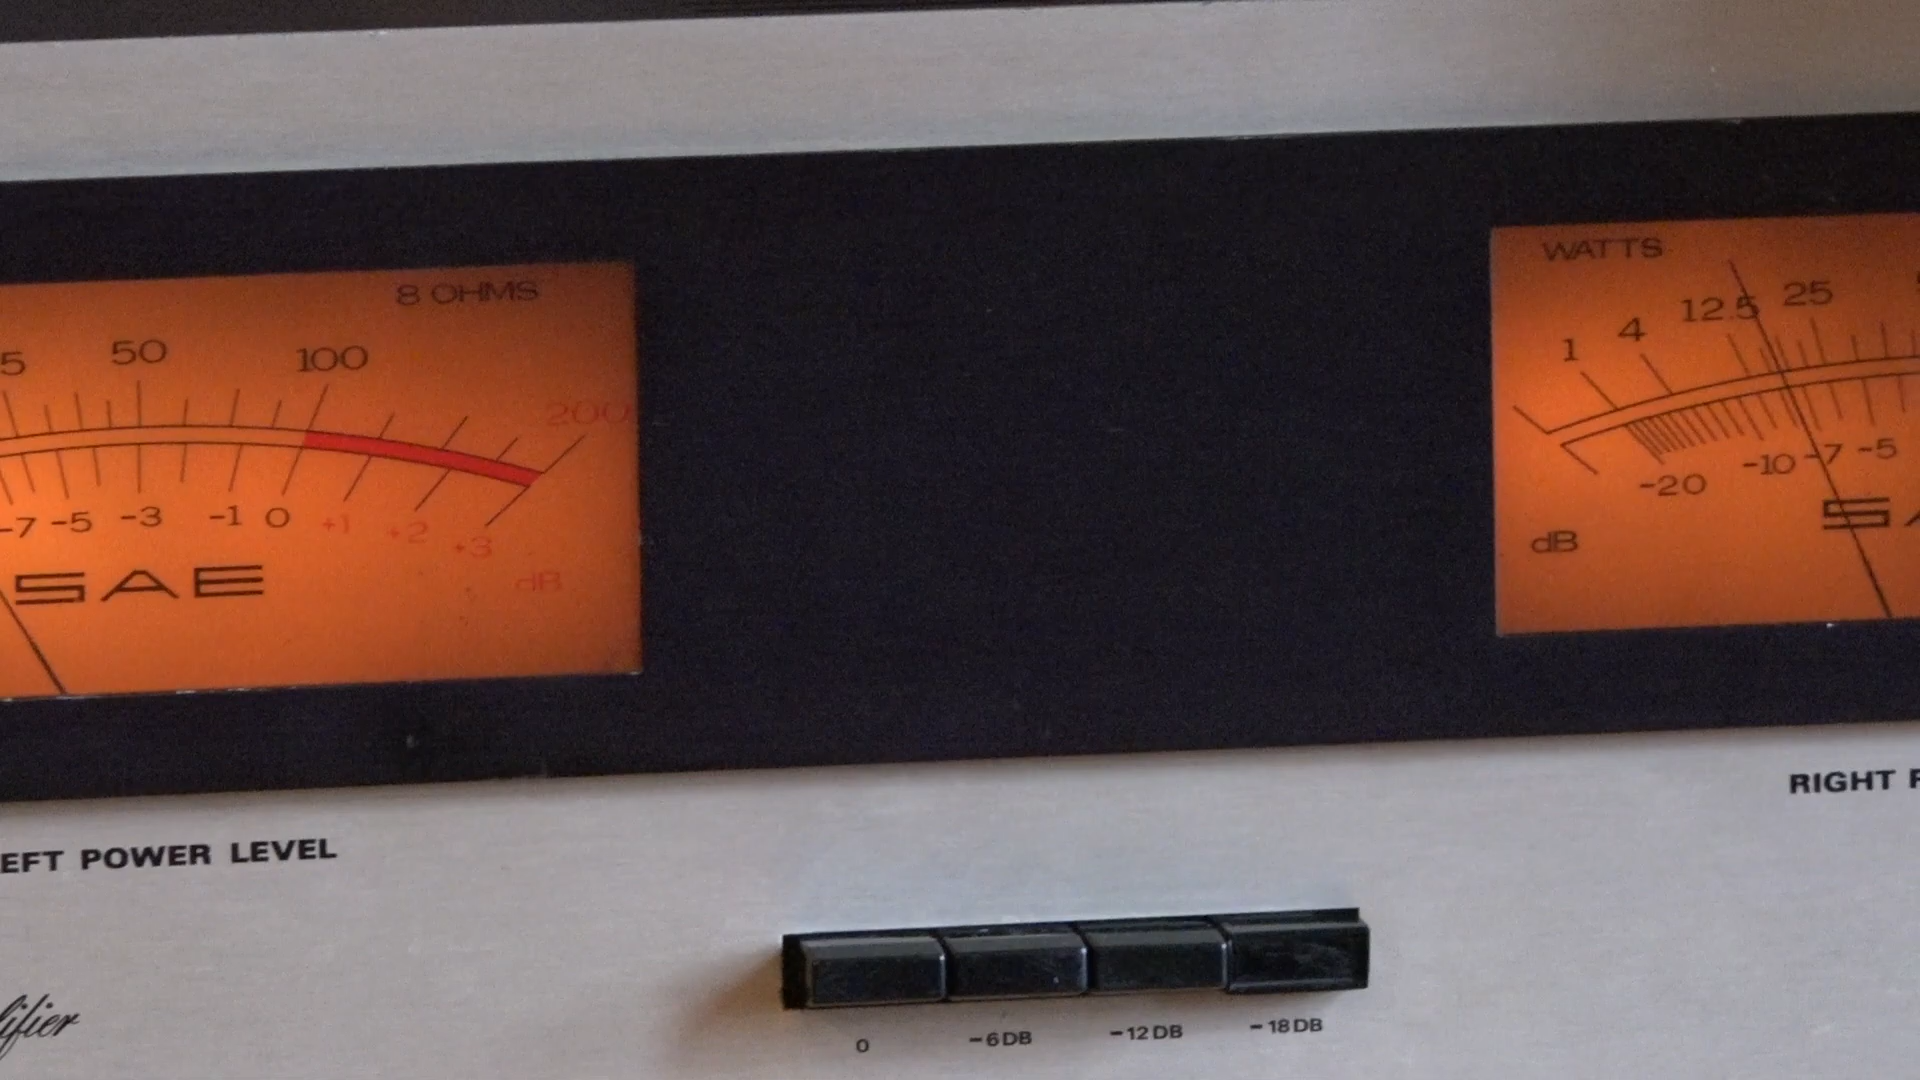 8 OHMS
50 100 200
-7 -5 -3 -1 0 +1 +2 +3
dB
SAE
WATTS
1 4 12.5 25
-20 -10 -7 -5
dB
EFT POWER LEVEL
RIGHT
lifier
0 -6DB -12DB -18DB